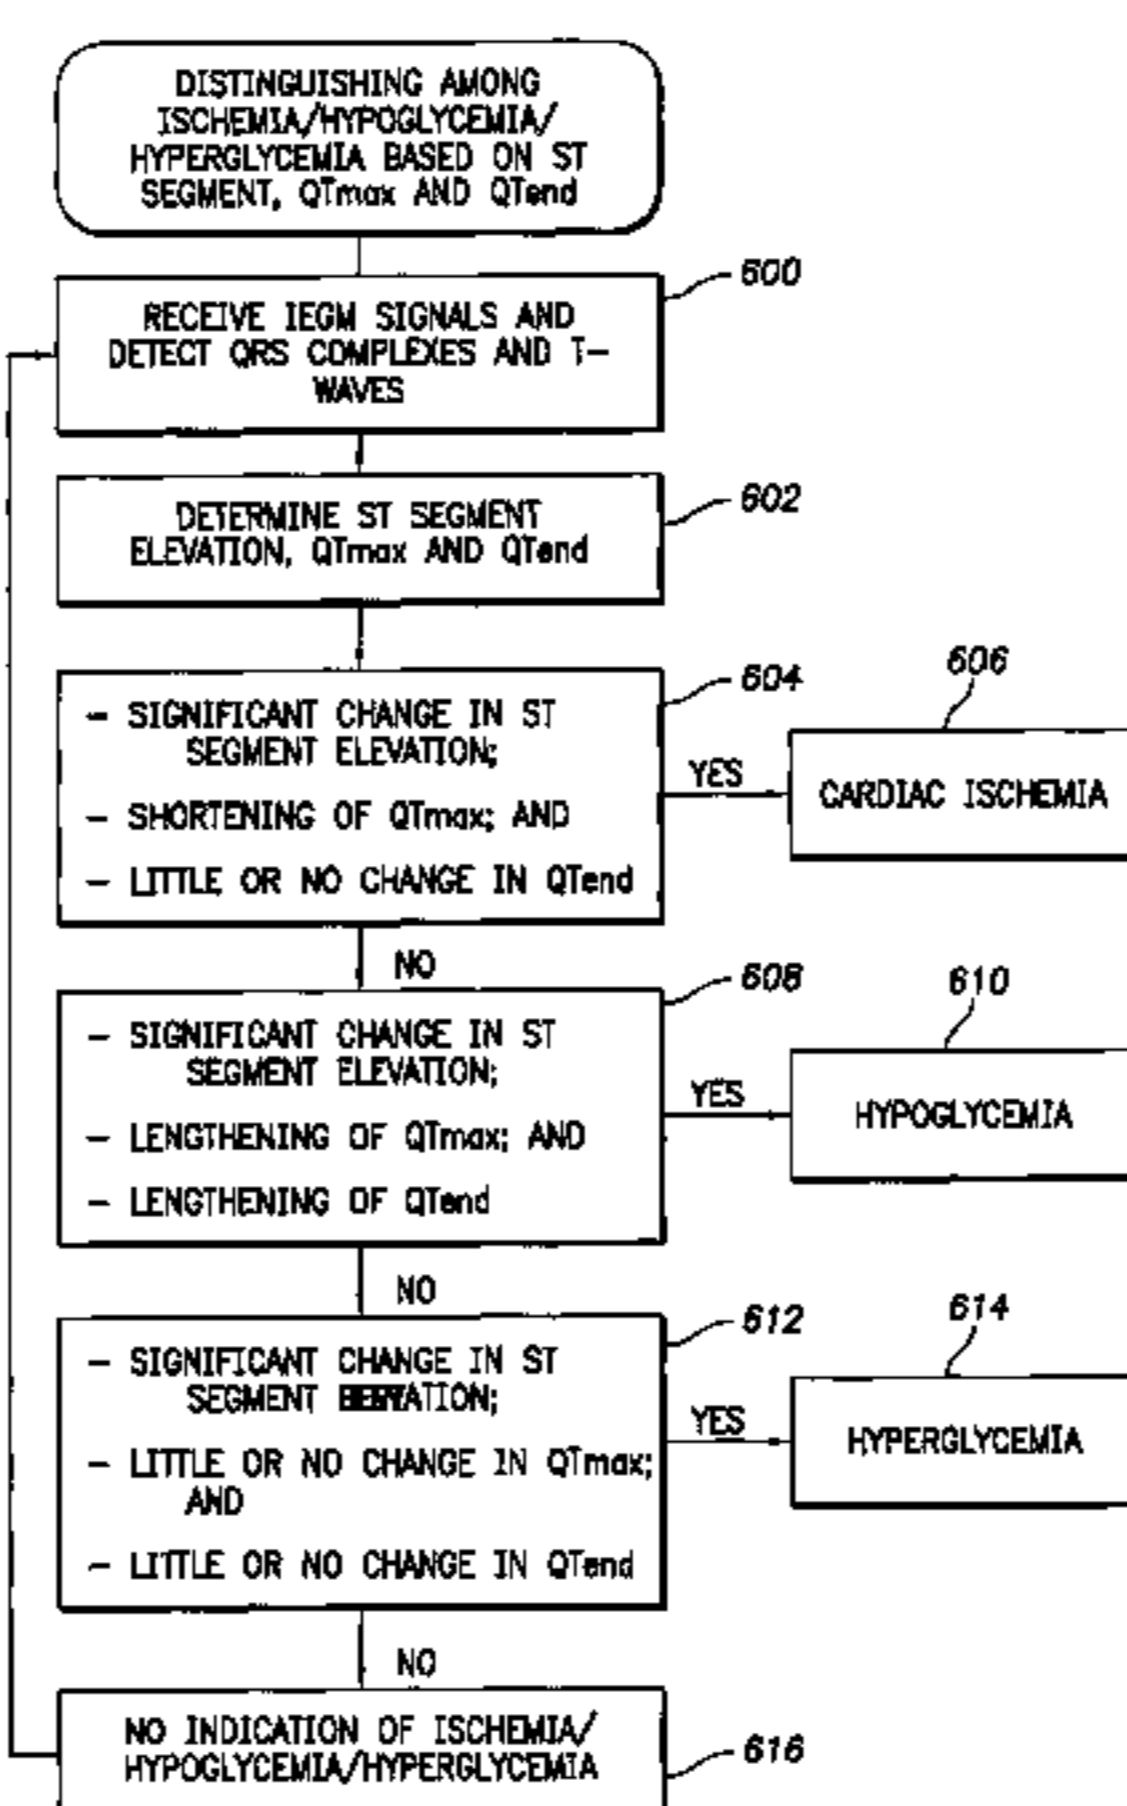 DISTINGUISHING AMONG
ISCHEMIA/HYPOGLYCEMIA/
HYPERGLYCEMIA BASED ON ST
SEGMENT, QTmax AND QTend
600
RECEIVE IEGM SIGNALS AND
DETECT QRS COMPLEXES AND T-
WAVES
602
DETERMINE ST SEGMENT
ELEVATION, QTmax AND QTend
604
- SIGNIFICANT CHANGE IN ST
SEGMENT ELEVATION;
- SHORTENING OF QTmax; AND
- LITTLE OR NO CHANGE IN QTend
YES
606
CARDIAC ISCHEMIA
NO
608
- SIGNIFICANT CHANGE IN ST
SEGMENT ELEVATION;
- LENGTHENING OF QTmax; AND
- LENGTHENING OF QTend
YES
610
HYPOGLYCEMIA
NO
612
- SIGNIFICANT CHANGE IN ST
SEGMENT
- LITTLE OR NO CHANGE IN QTmax;
AND
- LITTLE OR NO CHANGE IN QTend
YES
614
HYPERGLYCEMIA
NO
616
NO INDICATION OF ISCHEMIA/
HYPOGLYCEMIA/HYPERGLYCEMIA